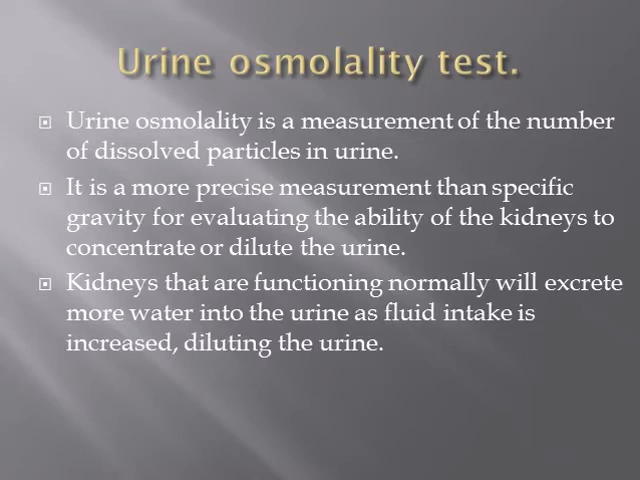 Urine osmolality test.
Urine osmolality is a measurement of the number
of dissolved particles in urine.
It is a more precise measurement than specific
gravity for evaluating the ability of the kidneys to
concentrate or dilute the urine.
Kidneys that are functioning normally will excrete
more water into the urine as fluid intake is
increased, diluting the urine.